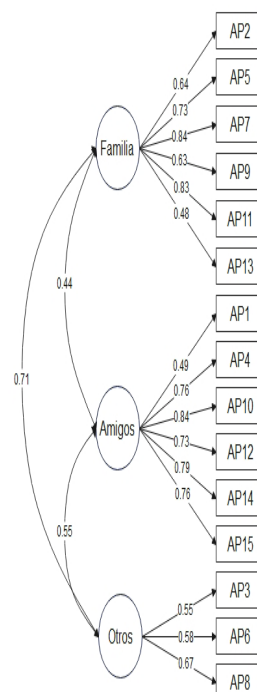 AP2
0.64
AP5
0.73
AP7
0.84
Familia
0.63
AP9
0.83
AP11
0.48
AP13
0.44
AP1
0.49
AP4
0.76
0.71
AP10
0.84
Amigos
0.73
AP12
0.79
AP14
0.76
AP15
0.55
AP3
0.55
Otros
0.58
AP6
0.67
AP8